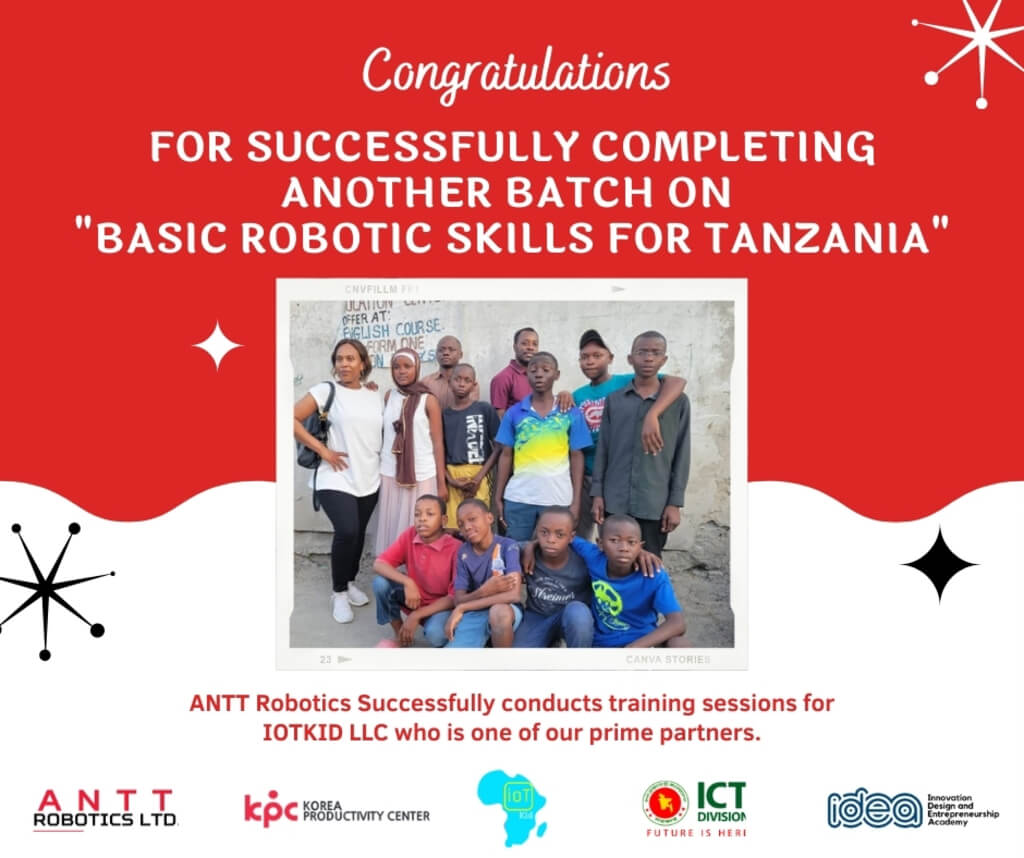 Congratulations
FOR SUCCESSFULLY COMPLETING
ANOTHER BATCH ON
"BASIC ROBOTIC SKILLS FOR TANZANIA"
CNVFILLM
OFFER AT:
ENGLISH COURSE.
FORM ONE
23
CANVA STORIES
ANTT Robotics Successfully conducts training sessions for
IOTKID LLC who is one of our prime partners.
ANTT
ROBOTICS LTD.
kpc KOREA
PRODUCTIVITY CENTER
IoT
Kid
ICT
DIVISION
FUTURE IS HERE
idea Innovation
Design and
Entrepreneurship
Academy